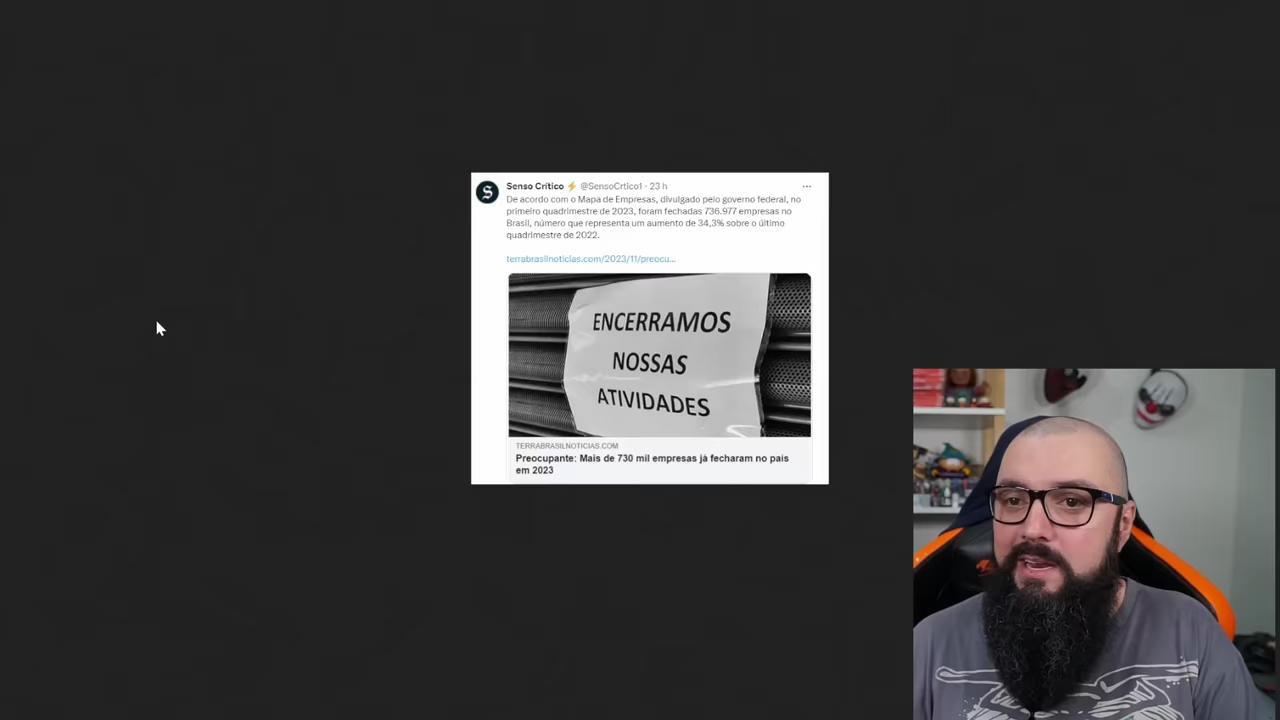 Senso Crítico ⚡ @SensoCrtico1 · 23 h
De acordo com o Mapa de Empresas, divulgado pelo governo federal, no
primeiro quadrimestre de 2023, foram fechadas 736.977 empresas no
Brasil, número que representa um aumento de 34,3% sobre o último
quadrimestre de 2022.
terrabrasilnoticias.com/2023/11/preocu...
ENCERRAMOS
NOSSAS
ATIVIDADES
TERRABRASILNOTICIAS.COM
Preocupante: Mais de 730 mil empresas já fecharam no país
em 2023